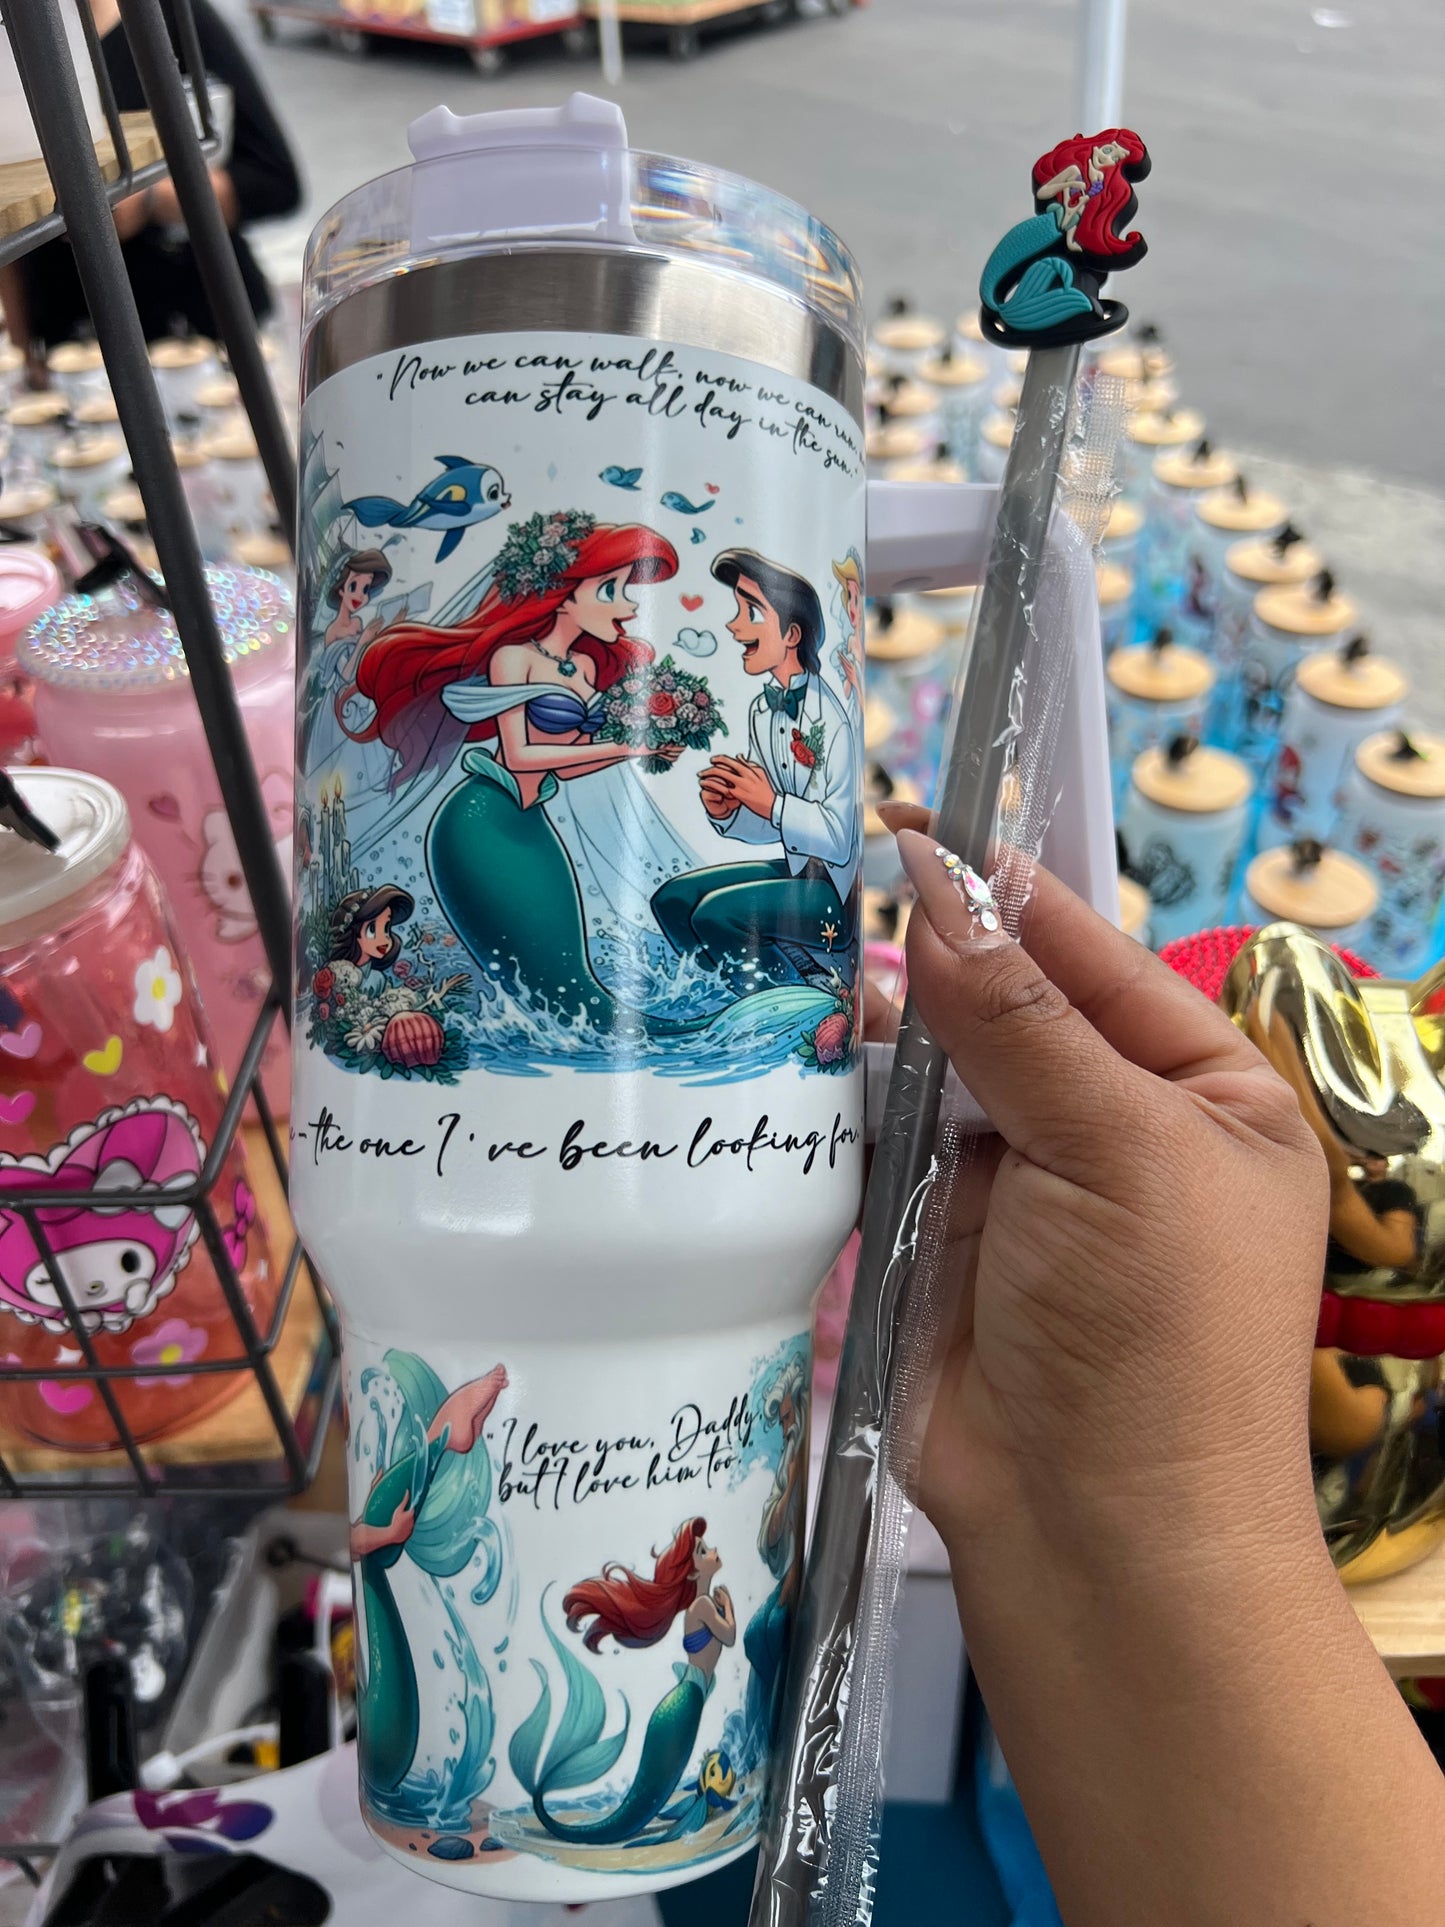 "Now we can walk, now we can run,
can stay all day in the sun."
-the one I've been looking for.
"I love you, Daddy,
but I love him too."